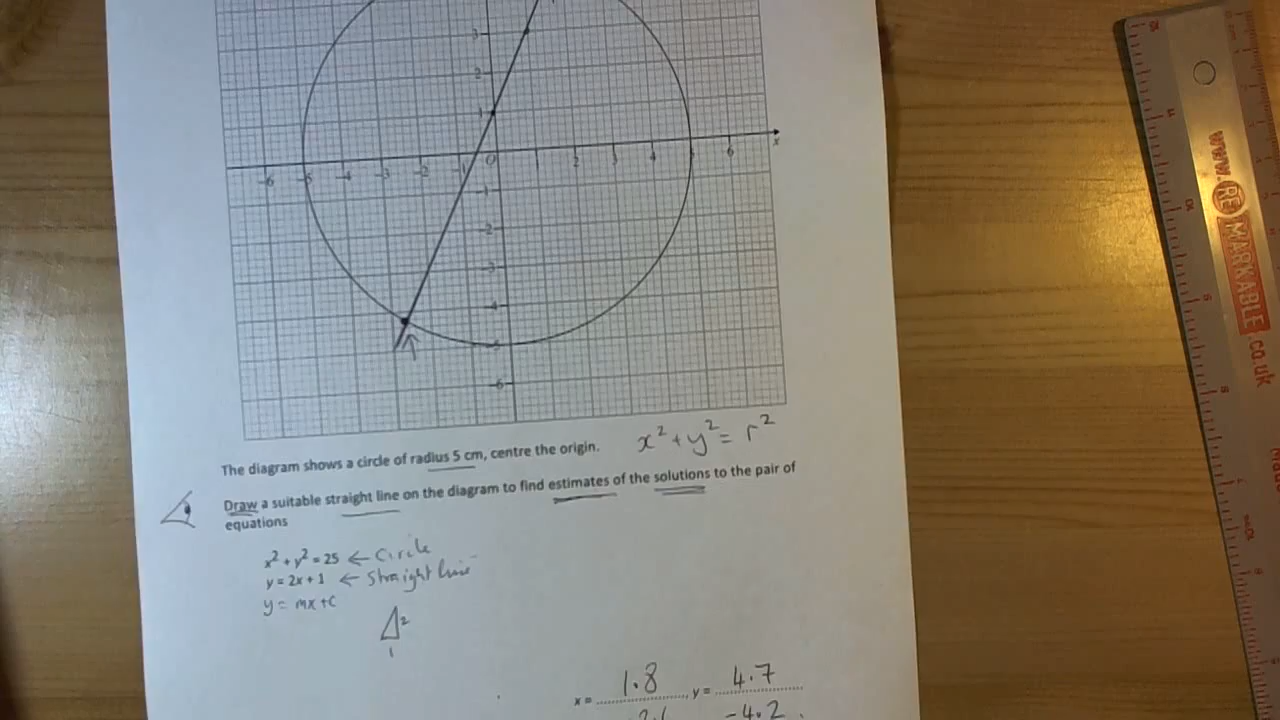 3
2
1
-6 -5 -4 -3 -2 -1 O 2 3 4 5 6 x
-1
-2
-3
-4
-5
-6
The diagram shows a circle of radius 5 cm, centre the origin. x² + y² = r²
Draw a suitable straight line on the diagram to find estimates of the solutions to the pair of
equations
x² + y² = 25 ← Circle
y = 2x + 1 ← Straight line
y = mx + c
2
1
x = 1.8 y = 4.7
-4.2
www.REMARKABLE.co.uk